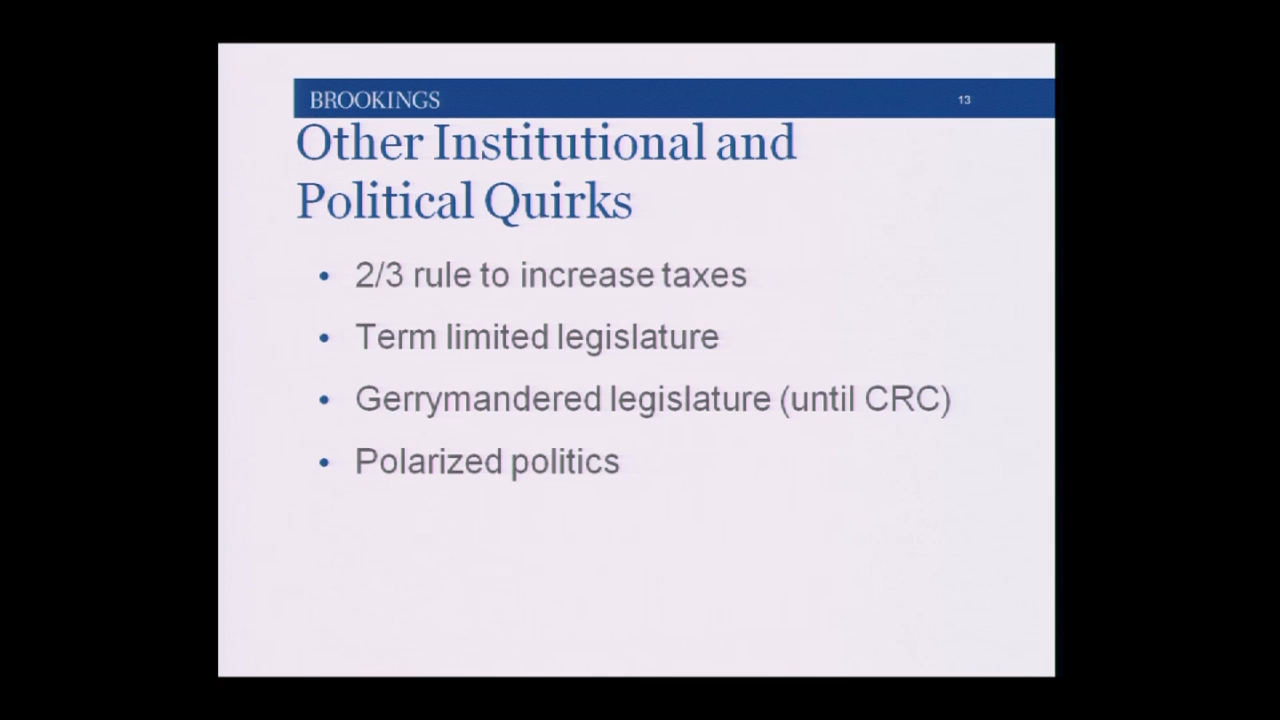 BROOKINGS 13
Other Institutional and
Political Quirks
• 2/3 rule to increase taxes
• Term limited legislature
• Gerrymandered legislature (until CRC)
• Polarized politics